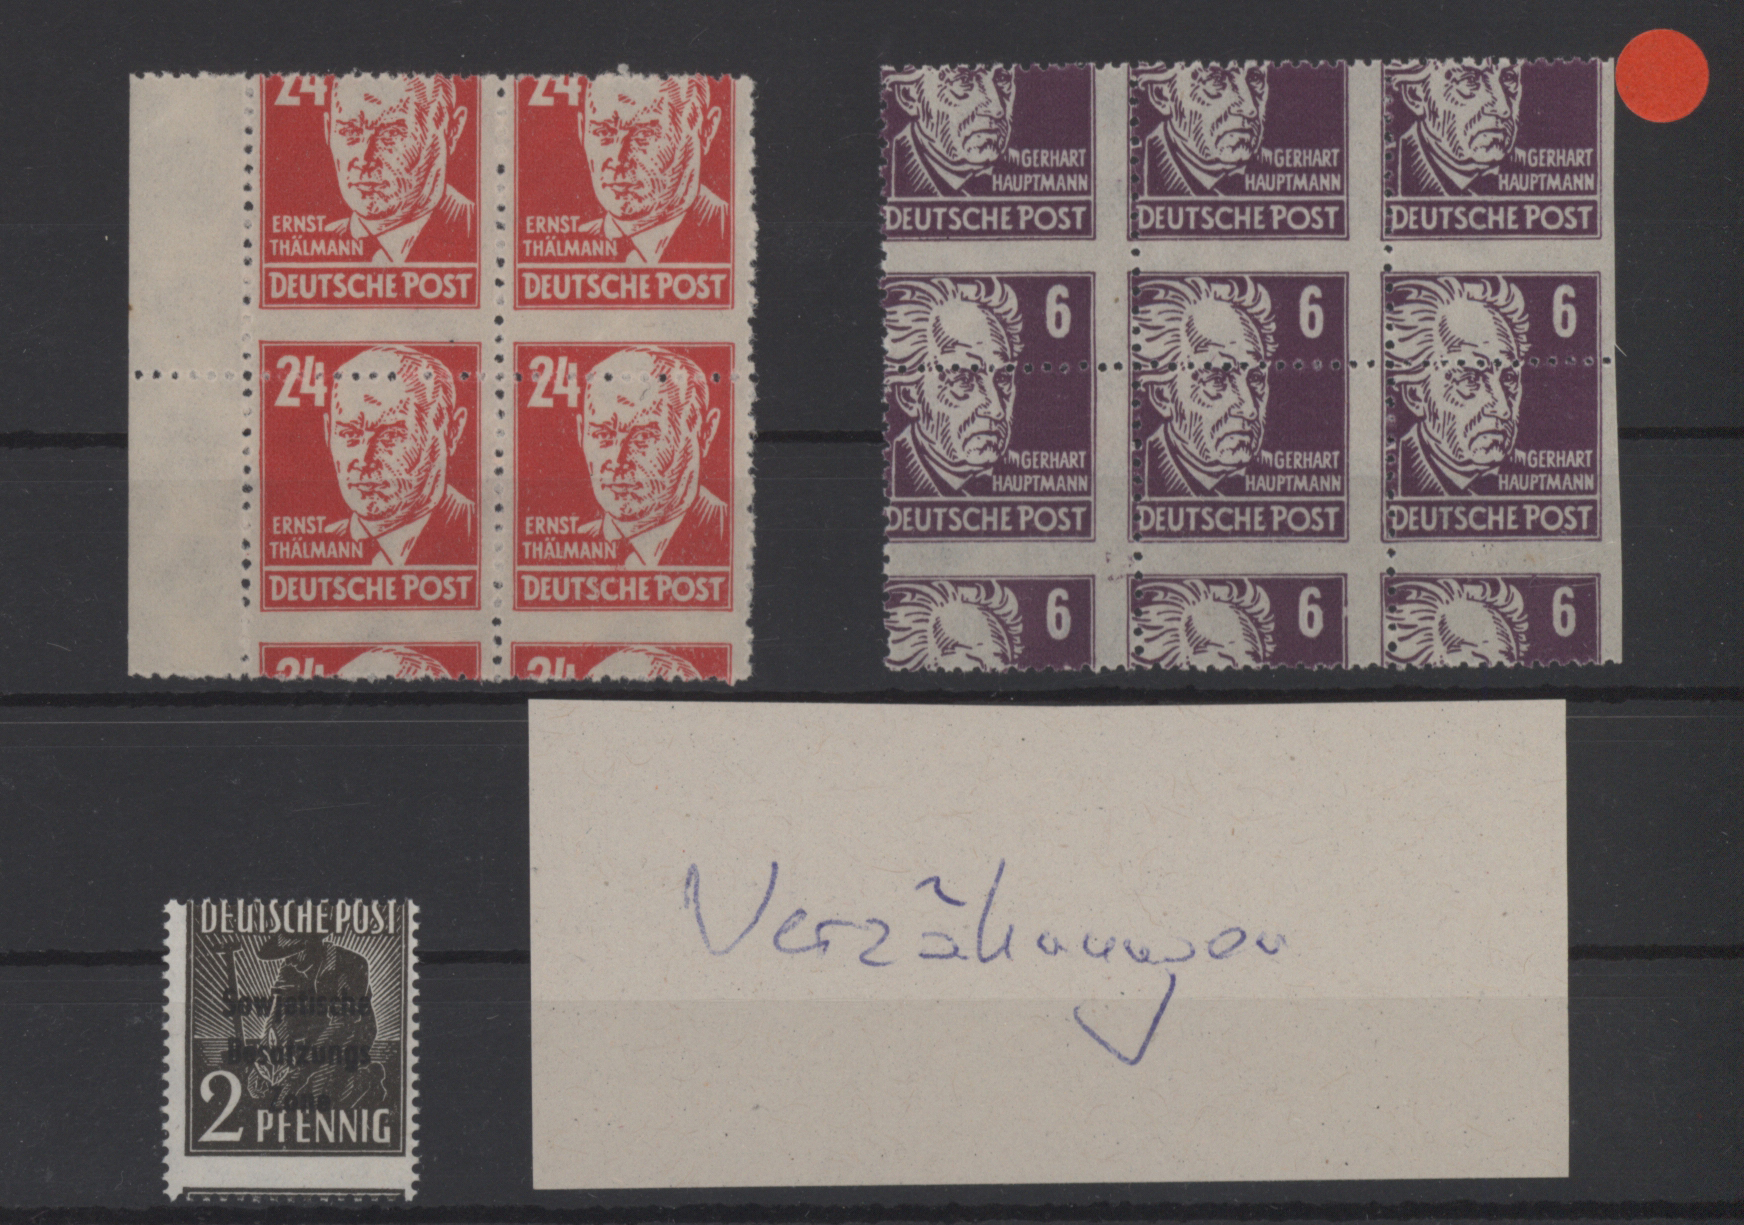 24 24
ERNST THÄLMANN ERNST THÄLMANN
DEUTSCHE POST DEUTSCHE POST
24 24
ERNST THÄLMANN ERNST THÄLMANN
DEUTSCHE POST DEUTSCHE POST
24 24
GERHART GERHART GERHART
HAUPTMANN HAUPTMANN HAUPTMANN
DEUTSCHE POST DEUTSCHE POST DEUTSCHE POST
6 6 6
GERHART GERHART GERHART
HAUPTMANN HAUPTMANN HAUPTMANN
DEUTSCHE POST DEUTSCHE POST DEUTSCHE POST
6 6 6
DEUTSCHE POST
Sowjetische
Besatzungs
Zone
2 PFENNIG
Verzähnungen